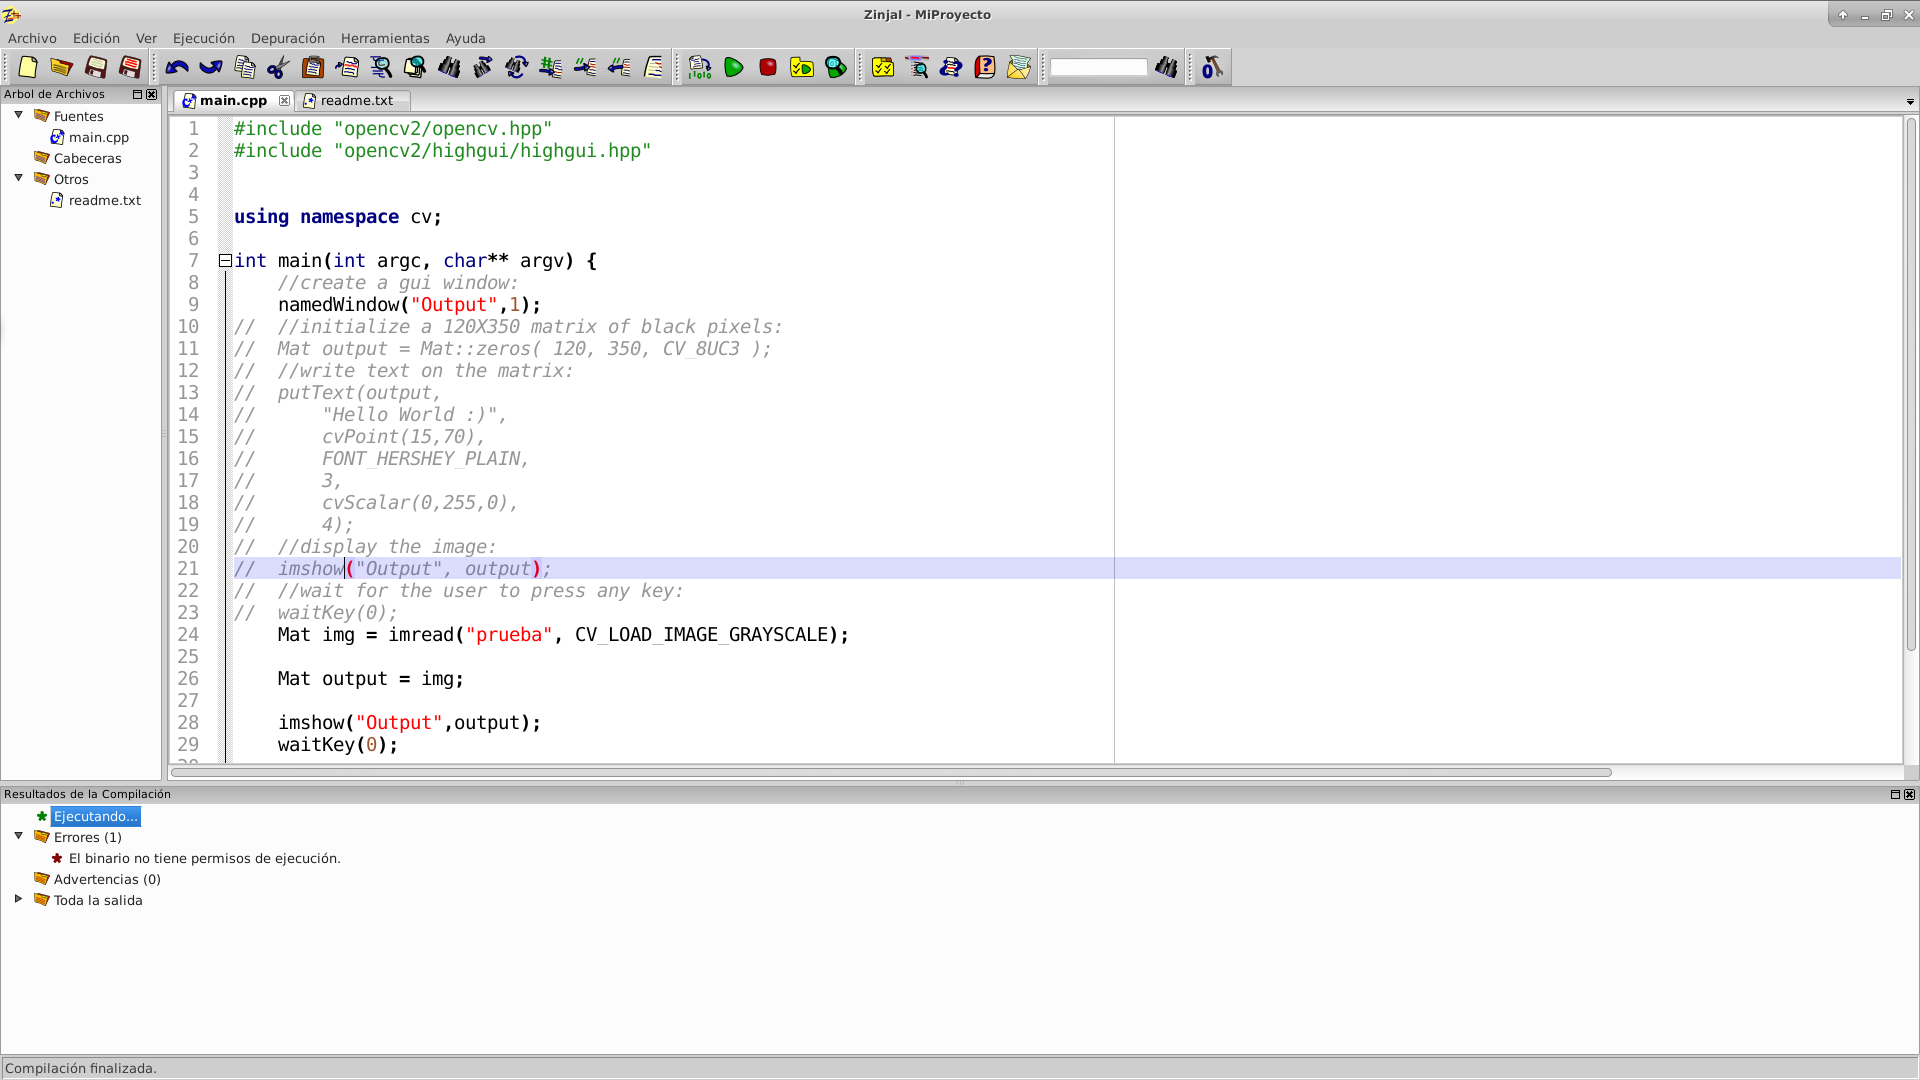 Zinjal - MiProyecto
Archivo Edición Ver Ejecución Depuración Herramientas Ayuda
Arbol de Archivos
Fuentes
main.cpp
Cabeceras
Otros
readme.txt
main.cpp readme.txt
1 #include "opencv2/opencv.hpp"
2 #include "opencv2/highgui/highgui.hpp"
3
4
5 using namespace cv;
6
7 int main(int argc, char** argv) {
8 //create a gui window:
9 namedWindow("Output",1);
10 // //initialize a 120X350 matrix of black pixels:
11 // Mat output = Mat::zeros( 120, 350, CV_8UC3 );
12 // //write text on the matrix:
13 // putText(output,
14 // "Hello World :)",
15 // cvPoint(15,70),
16 // FONT_HERSHEY_PLAIN,
17 // 3,
18 // cvScalar(0,255,0),
19 // 4);
20 // //display the image:
21 // imshow("Output", output);
22 // //wait for the user to press any key:
23 // waitKey(0);
24 Mat img = imread("prueba", CV_LOAD_IMAGE_GRAYSCALE);
25
26 Mat output = img;
27
28 imshow("Output",output);
29 waitKey(0);
Resultados de la Compilación
Ejecutando...
Errores (1)
El binario no tiene permisos de ejecución.
Advertencias (0)
Toda la salida
Compilación finalizada.